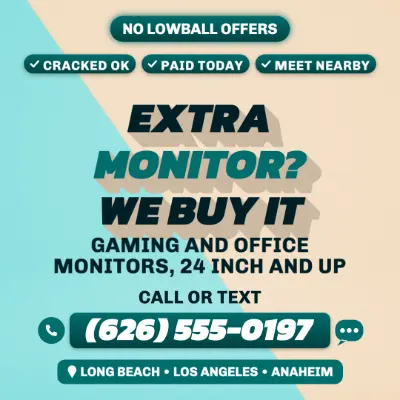 NO LOWBALL OFFERS
CRACKED OK PAID TODAY MEET NEARBY
EXTRA
MONITOR?
WE BUY IT
GAMING AND OFFICE
MONITORS, 24 INCH AND UP
CALL OR TEXT
(626) 555-0197
LONG BEACH • LOS ANGELES • ANAHEIM